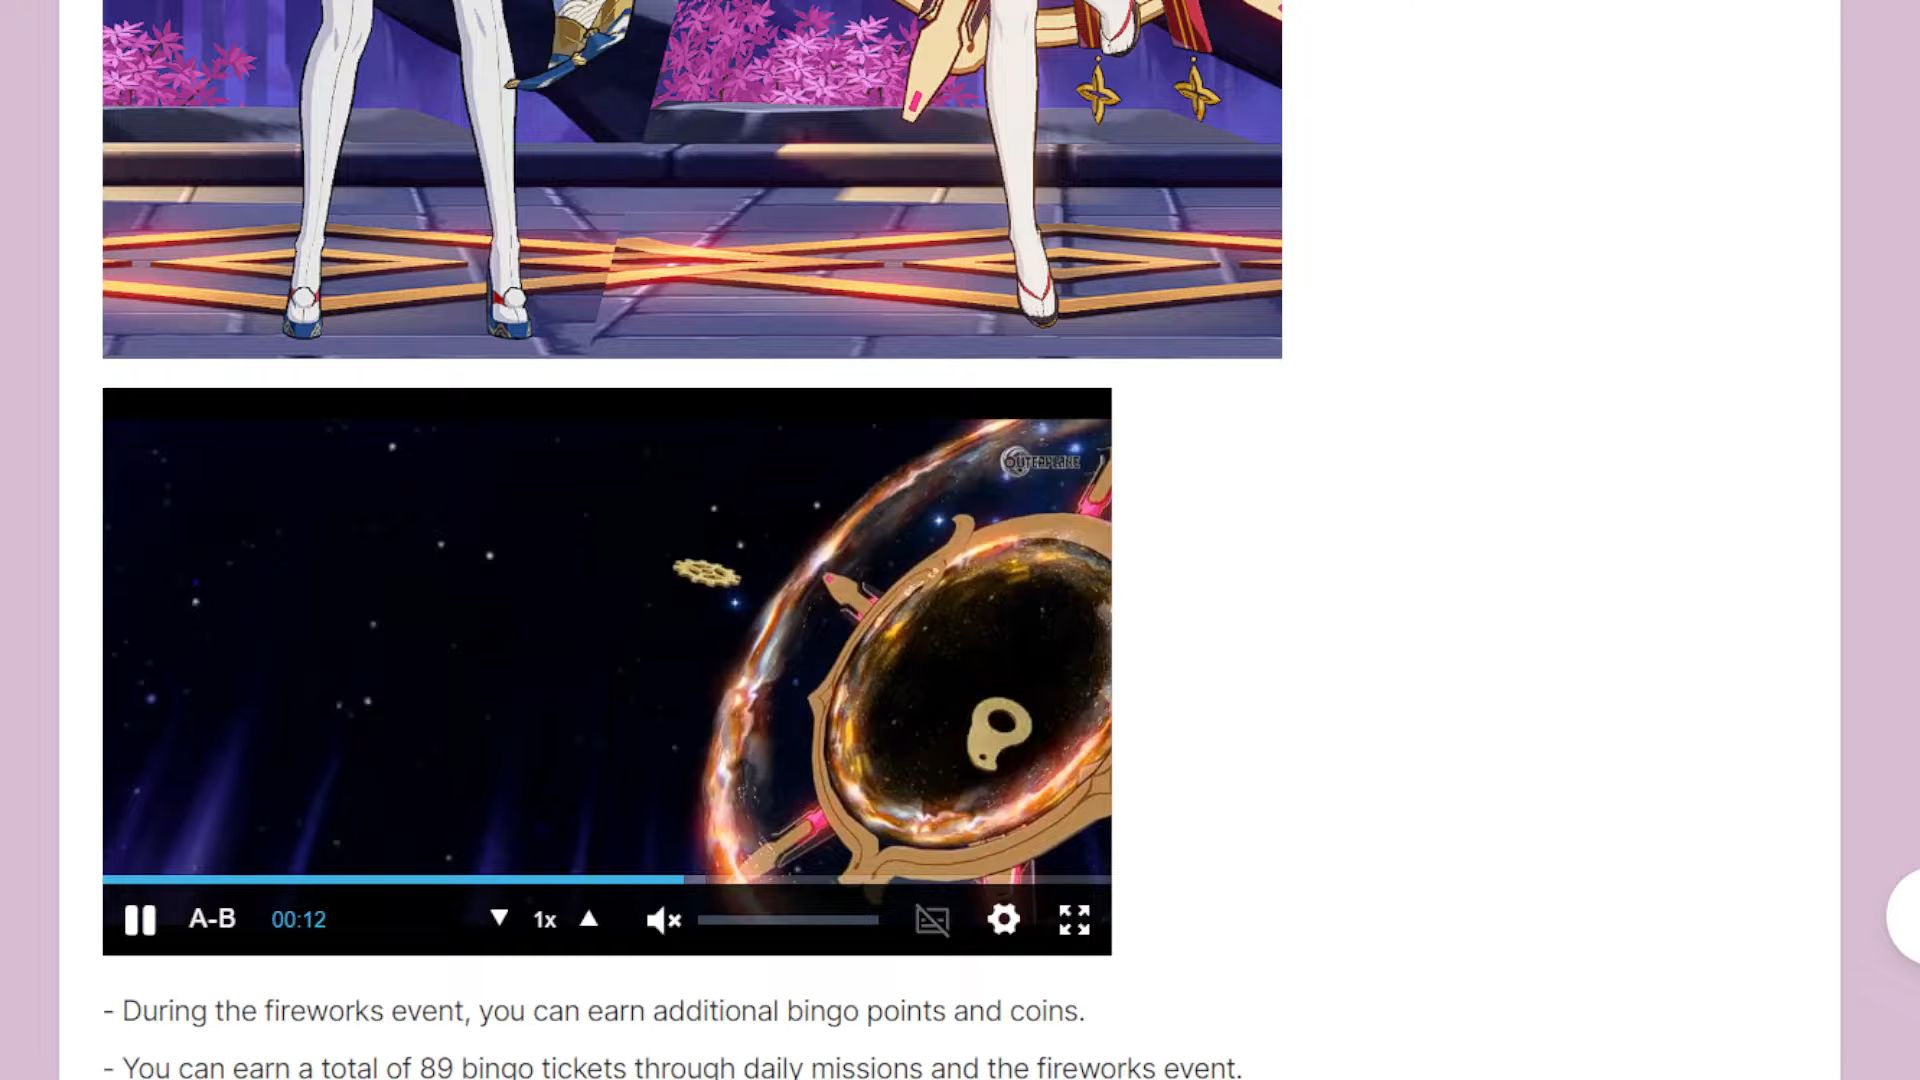 OUTERPLANE
A-B 00:12 1x
- During the fireworks event, you can earn additional bingo points and coins.
- You can earn a total of 89 bingo tickets through daily missions and the fireworks event.